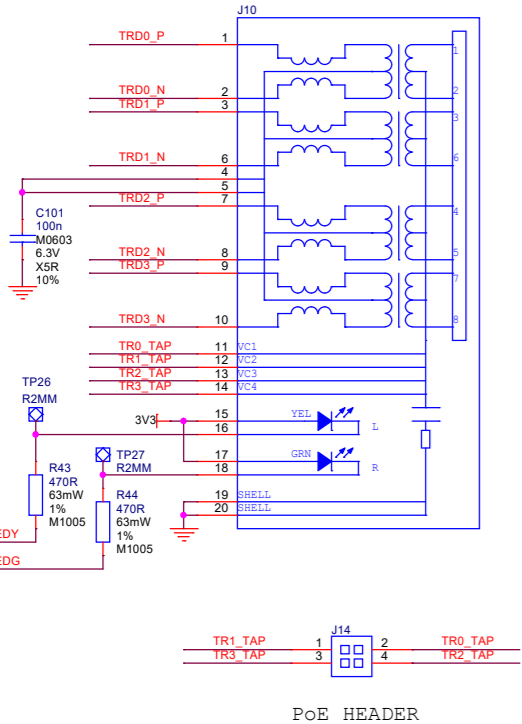 J10
TRD0_P 1
1
TRD0_N 2
2
TRD1_P 3
3
TRD1_N 6
6
4
5
TRD2_P 7
4
C101
100n
M0603
6.3V
X5R
10%
TRD2_N 8
5
TRD3_P 9
7
TRD3_N 10
8
TR0_TAP 11 VC1
TR1_TAP 12 VC2
TR2_TAP 13 VC3
TR3_TAP 14 VC4
TP26
R2MM
3V3
15 YEL
16 L
TP27
R2MM
17 GRN
18 R
R43
470R
63mW
1%
M1005
R44
470R
63mW
1%
M1005
19 SHELL
20 SHELL
EDY
EDG
J14
TR1_TAP 1 2 TR0_TAP
TR3_TAP 3 4 TR2_TAP
PoE HEADER